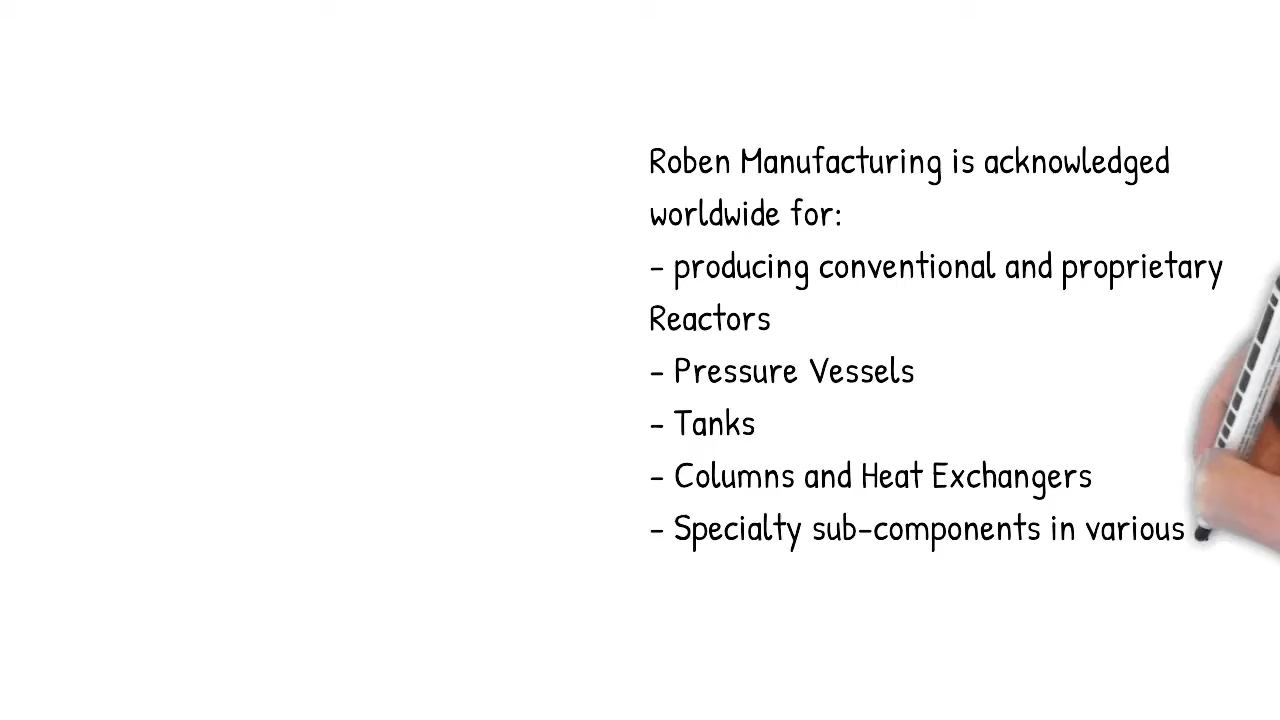 Roben Manufacturing is acknowledged
worldwide for:
- producing conventional and proprietary
Reactors
- Pressure Vessels
- Tanks
- Columns and Heat Exchangers
- Specialty sub-components in various